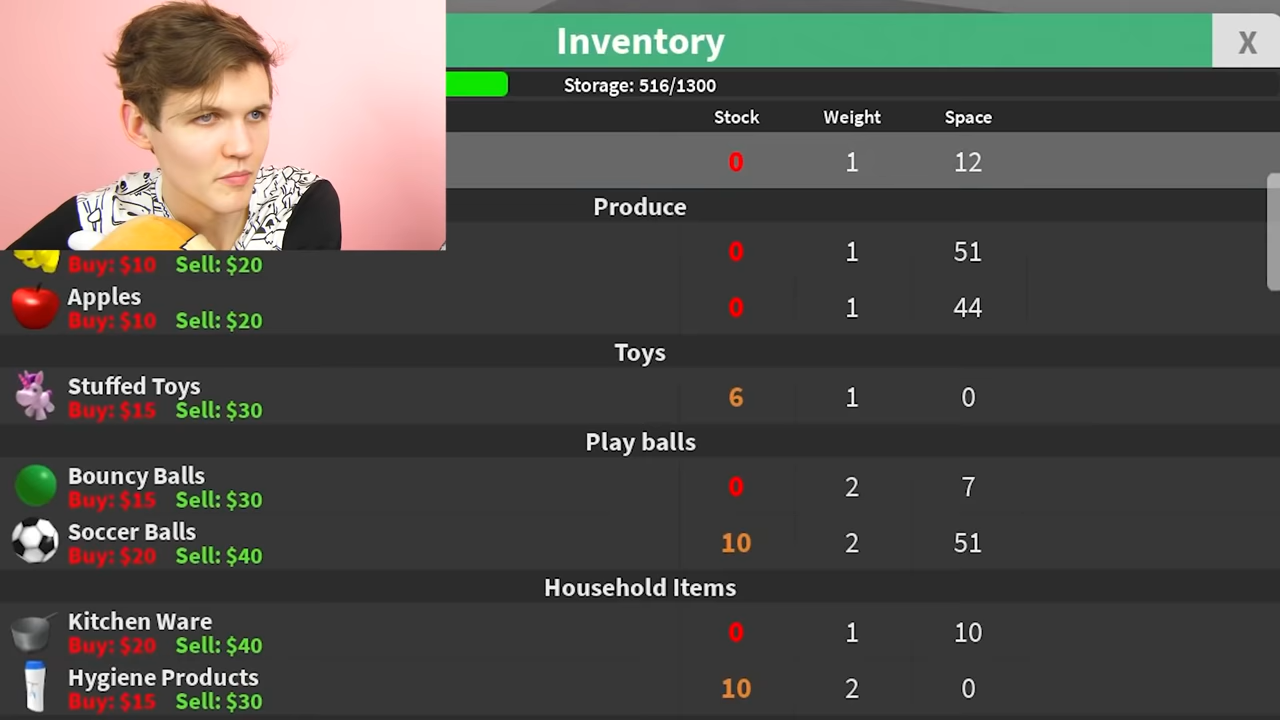 Inventory
X
Storage: 516/1300
Stock Weight Space
0 1 12
Produce
Buy: $10 Sell: $20 0 1 51
Apples
Buy: $10 Sell: $20 0 1 44
Toys
Stuffed Toys
Buy: $15 Sell: $30 6 1 0
Play balls
Bouncy Balls
Buy: $15 Sell: $30 0 2 7
Soccer Balls
Buy: $20 Sell: $40 10 2 51
Household Items
Kitchen Ware
Buy: $20 Sell: $40 0 1 10
Hygiene Products
Buy: $15 Sell: $30 10 2 0